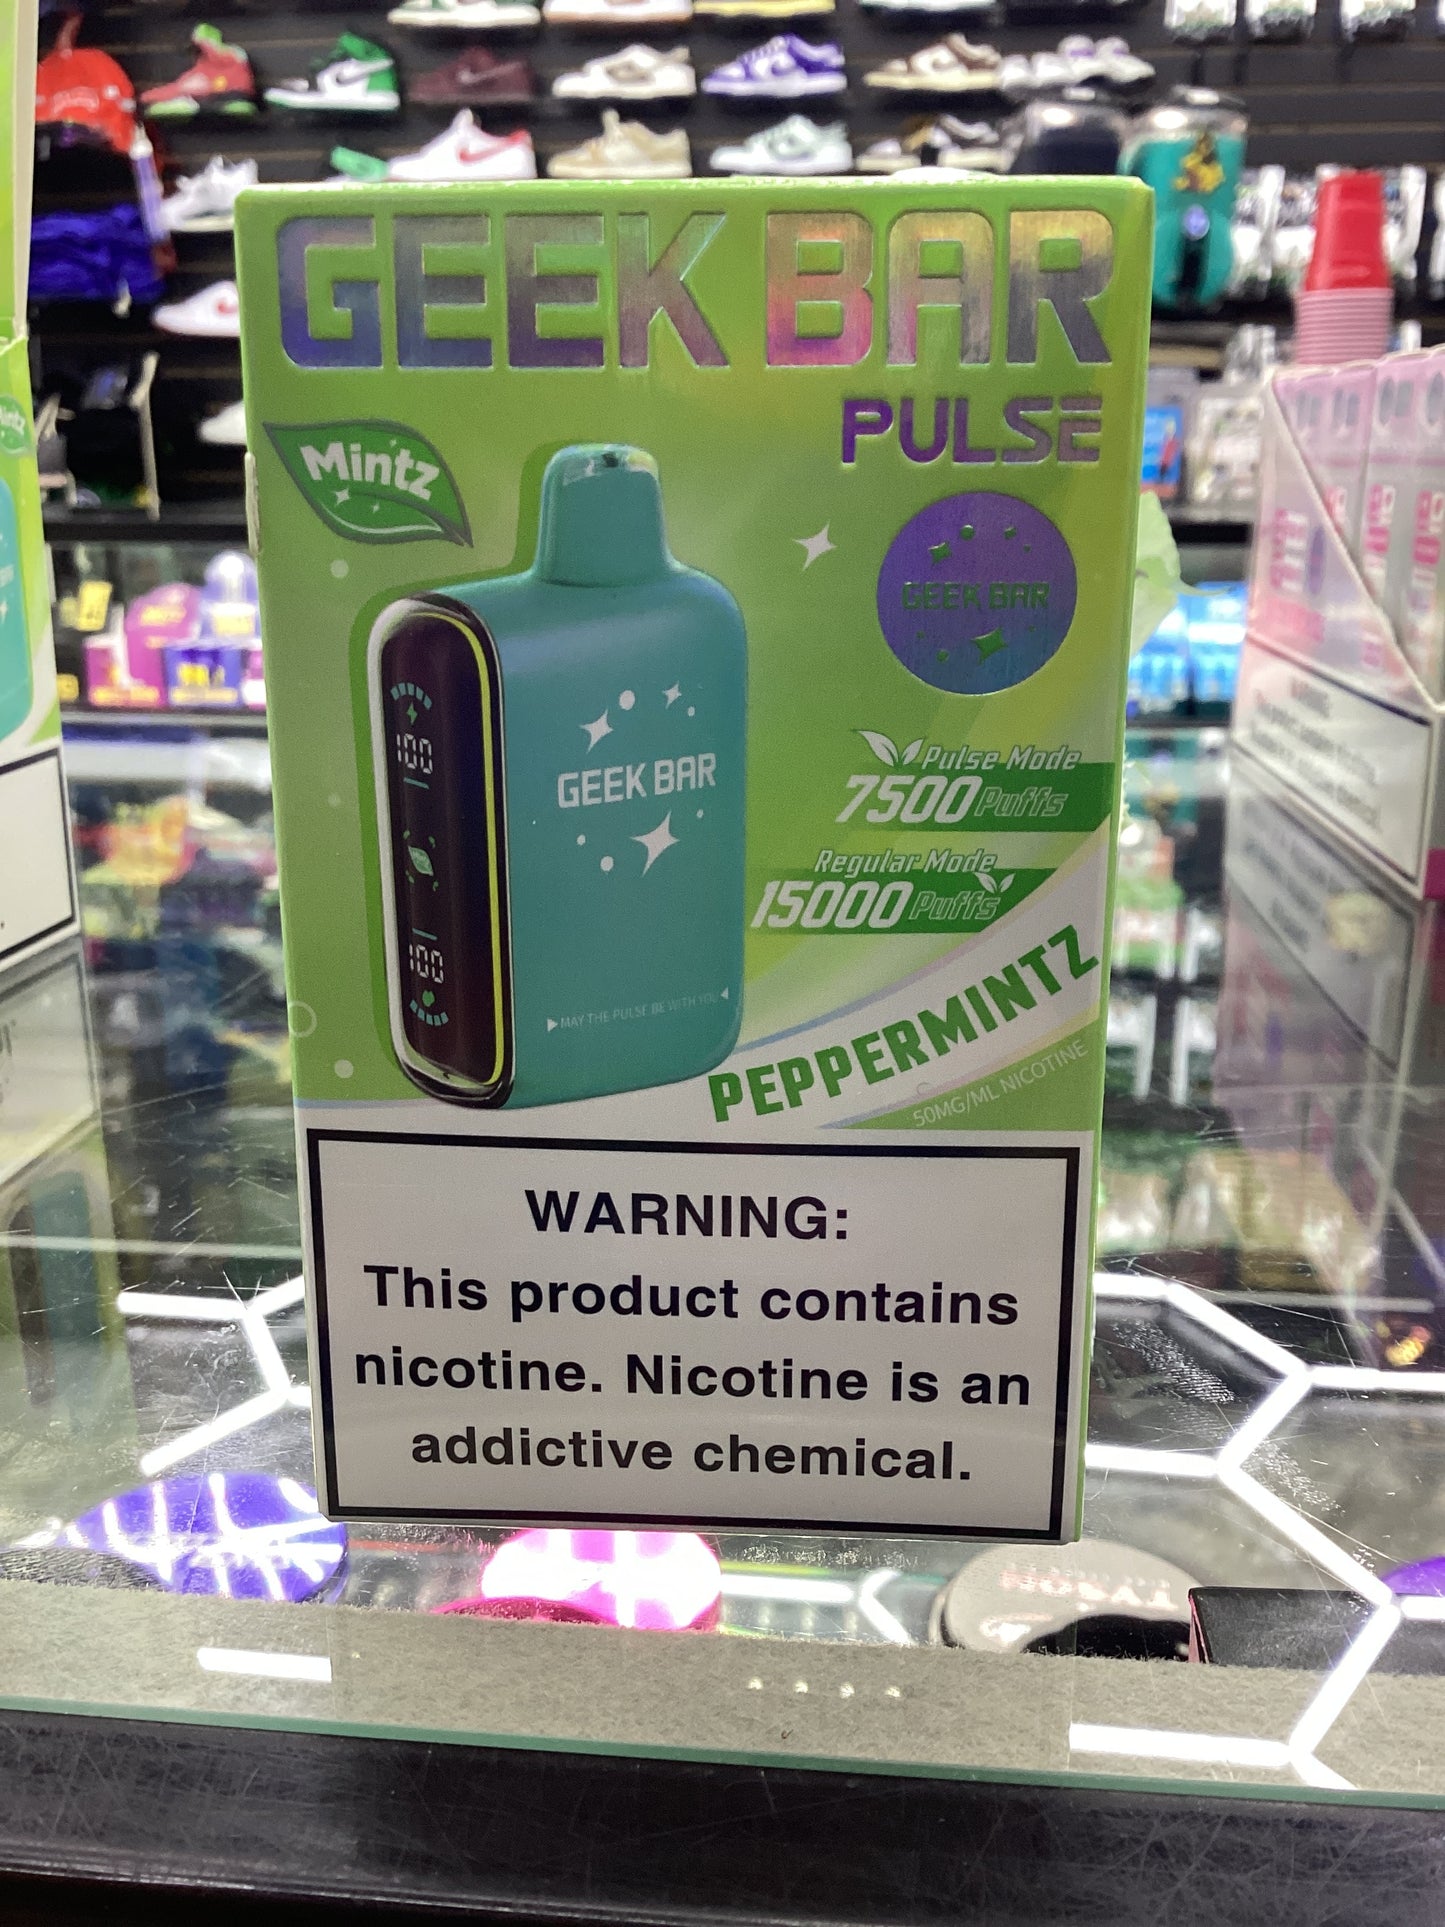 GEEK BAR
PULSE
Mintz
GEEK BAR
100
100
GEEK BAR
MAY THE PULSE BE WITH YOU
Pulse Mode
7500 Puffs
Regular Mode
15000 Puffs
PEPPERMINTZ
50MG/ML NICOTINE
WARNING:
This product contains
nicotine. Nicotine is an
addictive chemical.
TYSON